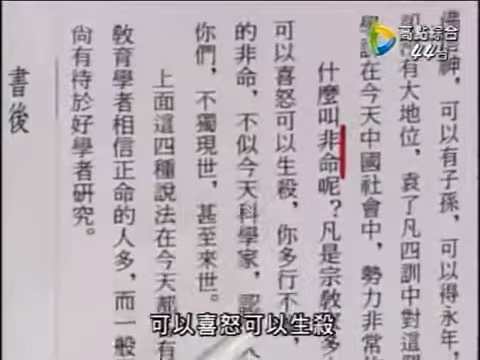 高點綜合
44台
神，可以有子孫，可以得永年
有大地位，袁了凡四訓中對這
在今天中國社會中，勢力非常
什麼叫非命呢？凡是宗教家多
可以喜怒可以生殺，你多行不
的非命，不似今天科學家，
你們，不獨現世，甚至來世。
上面這四種說法在今天都有
敎育學者相信正命的人多，而一般
尙有待於好學者研究。
書後
可以喜怒可以生殺